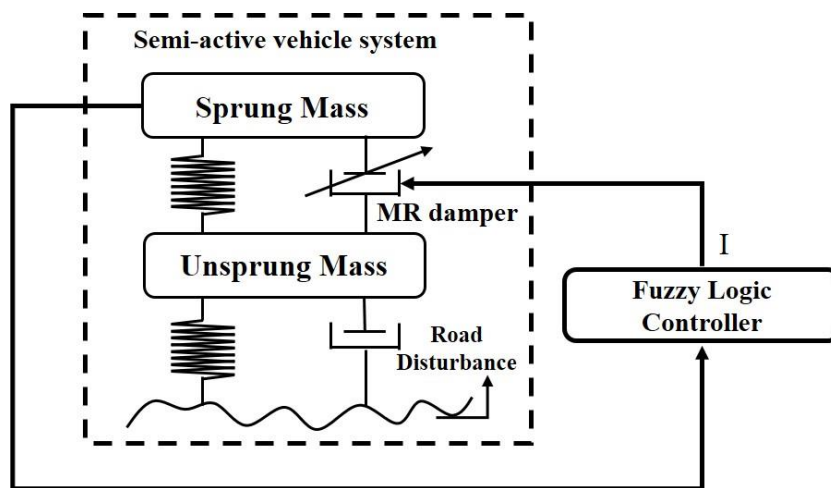 Semi-active vehicle system
Sprung Mass
MR damper
Unsprung Mass
I
Fuzzy Logic
Controller
Road
Disturbance